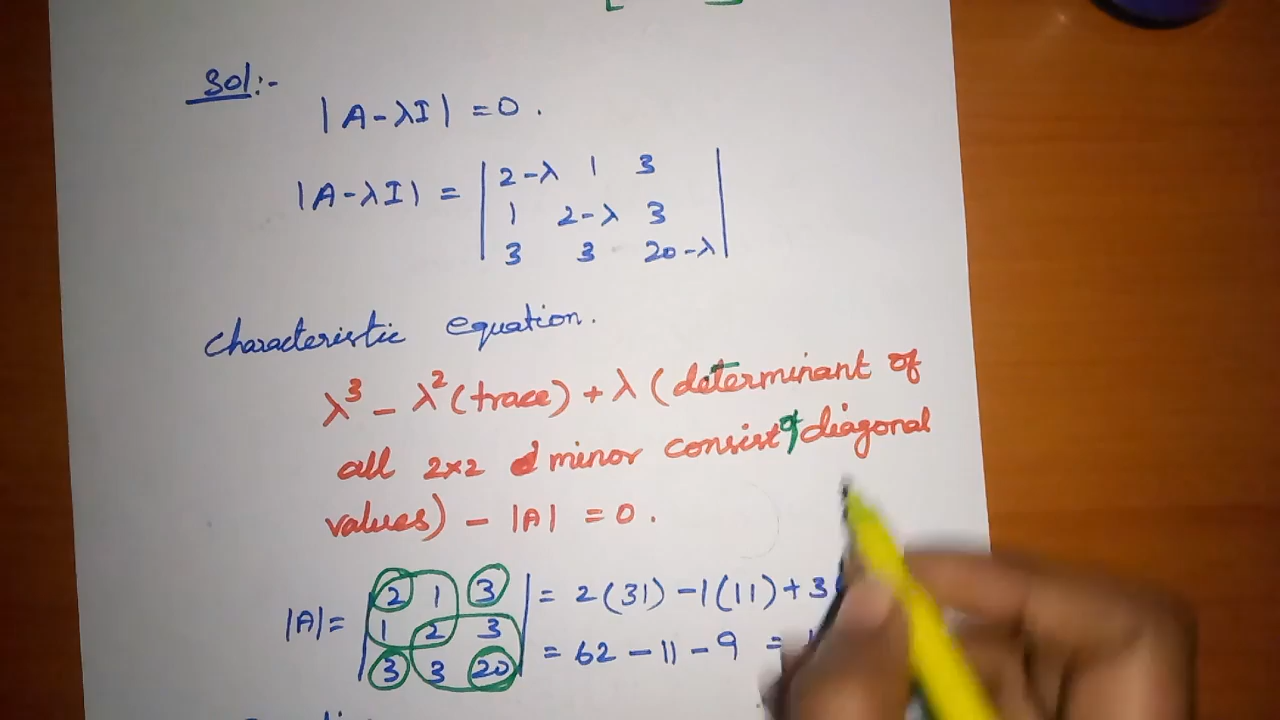 Sol:-
|A-λI| = 0.
|A-λI| = | 2-λ 1 3 |
| 1 2-λ 3 |
| 3 3 20-λ |
Characteristic equation.
λ³ - λ² (trace) + λ (determinant of
all 2×2 minor consist of diagonal
values) - |A| = 0.
|A| = | 2 1 3 | = 2(31) -1(11) + 3
| 1 2 3 |
| 3 3 20 | = 62 - 11 - 9 =